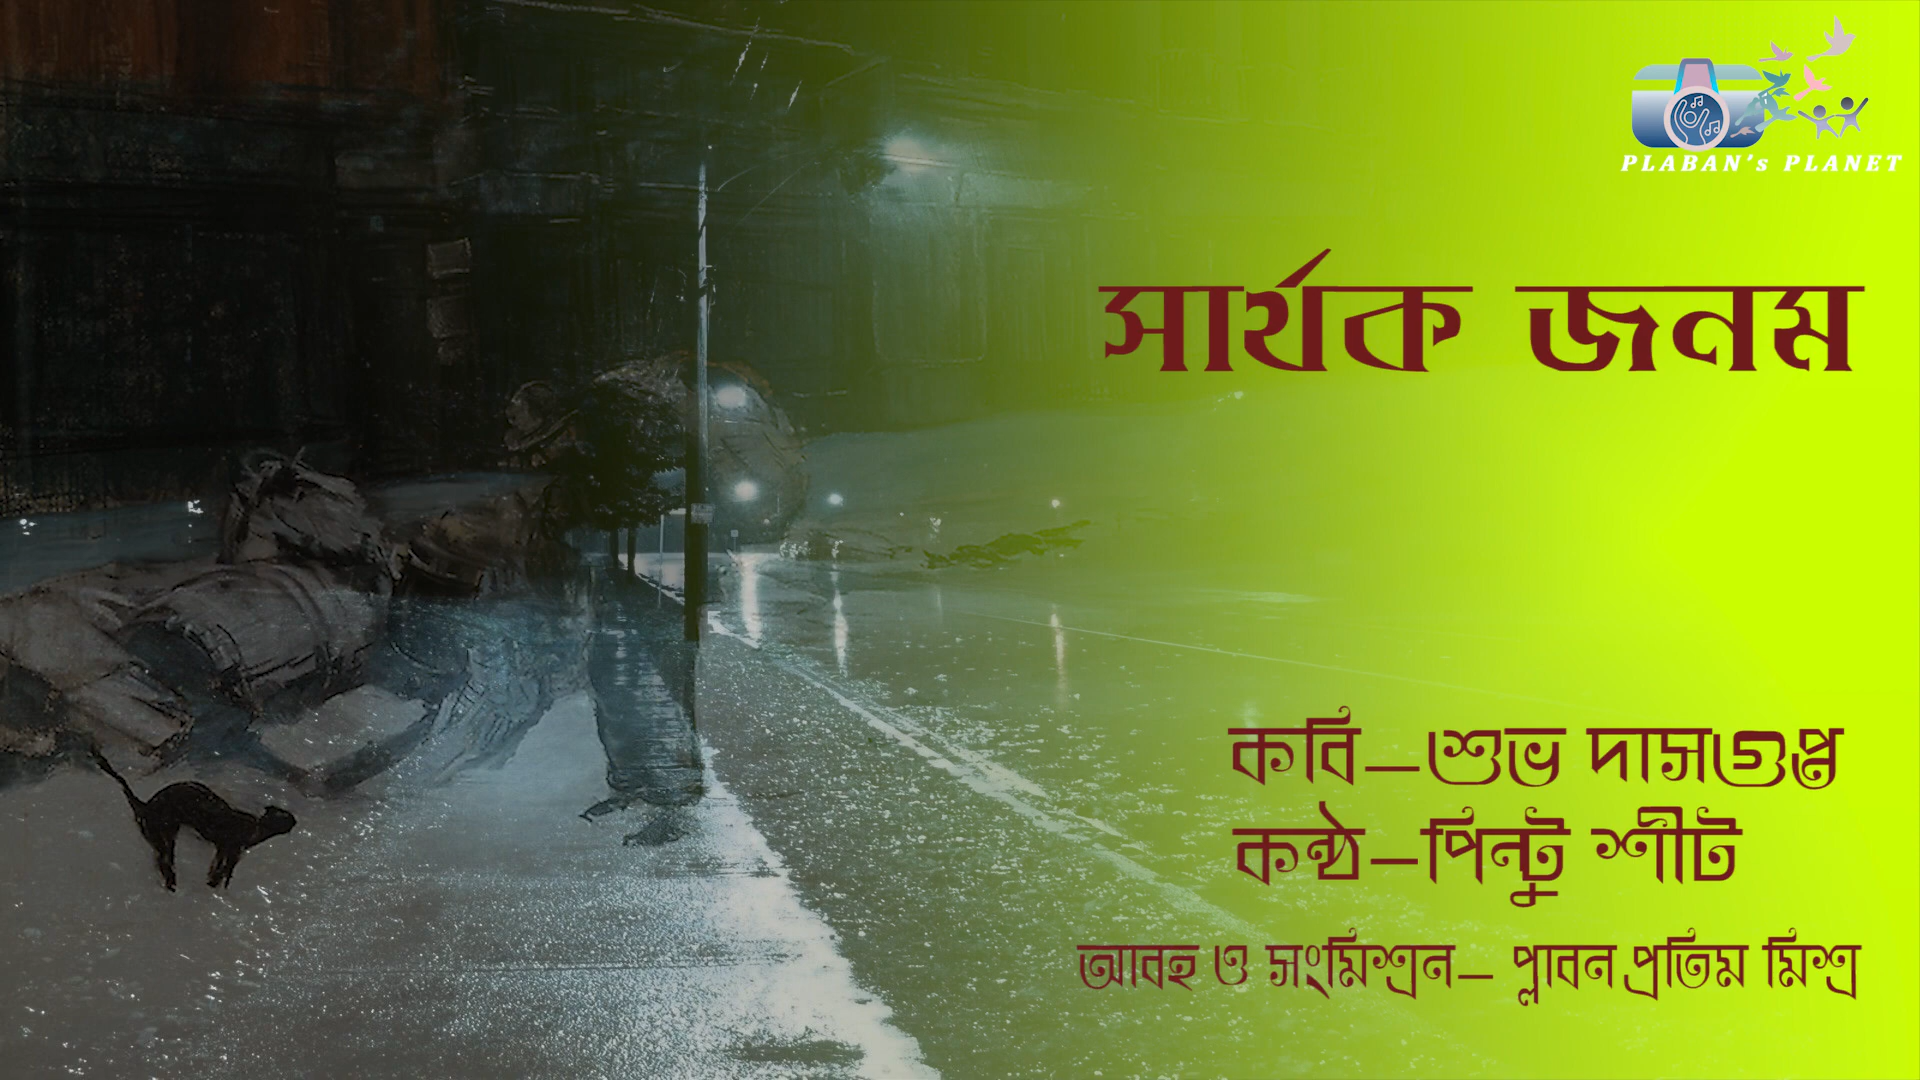 PLABAN's PLANET
সার্থক জনম
কবি-শুভ দাসগুপ্ত
কন্ঠ-পিন্টু শীট
আবহ ও সংমিশ্রন- প্লাবন প্রতিম মিশ্র